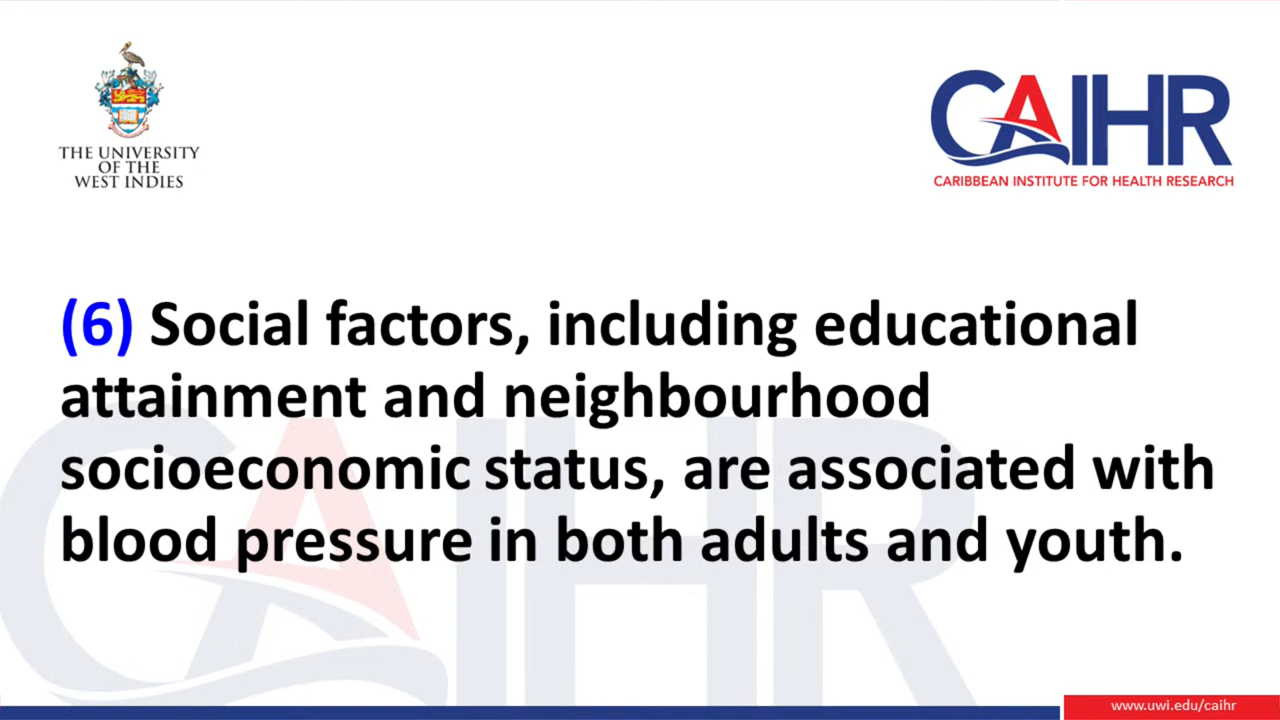 THE UNIVERSITY
OF THE
WEST INDIES
CAIHR
CARIBBEAN INSTITUTE FOR HEALTH RESEARCH
(6) Social factors, including educational
attainment and neighbourhood
socioeconomic status, are associated with
blood pressure in both adults and youth.
CAIHR
www.uwi.edu/caihr